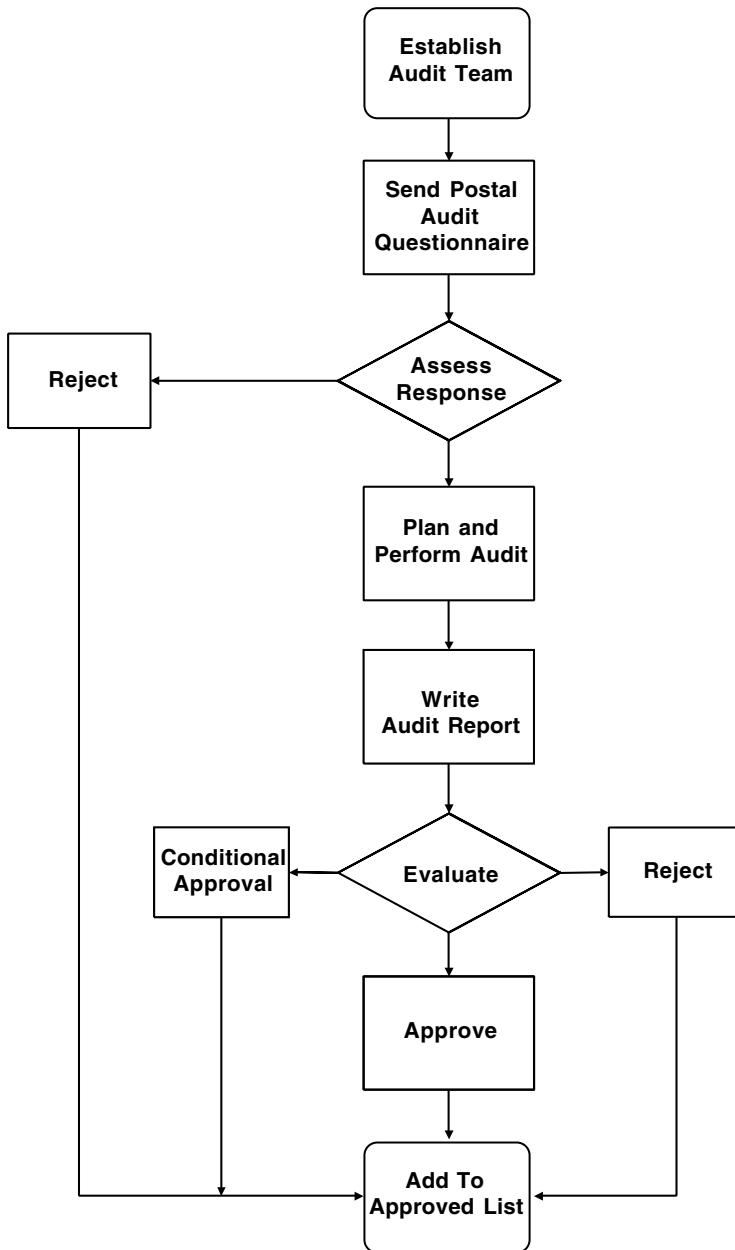 Establish
Audit Team
Send Postal
Audit
Questionnaire
Assess
Response
Reject
Plan and
Perform Audit
Write
Audit Report
Conditional
Approval
Evaluate
Reject
Approve
Add To
Approved List